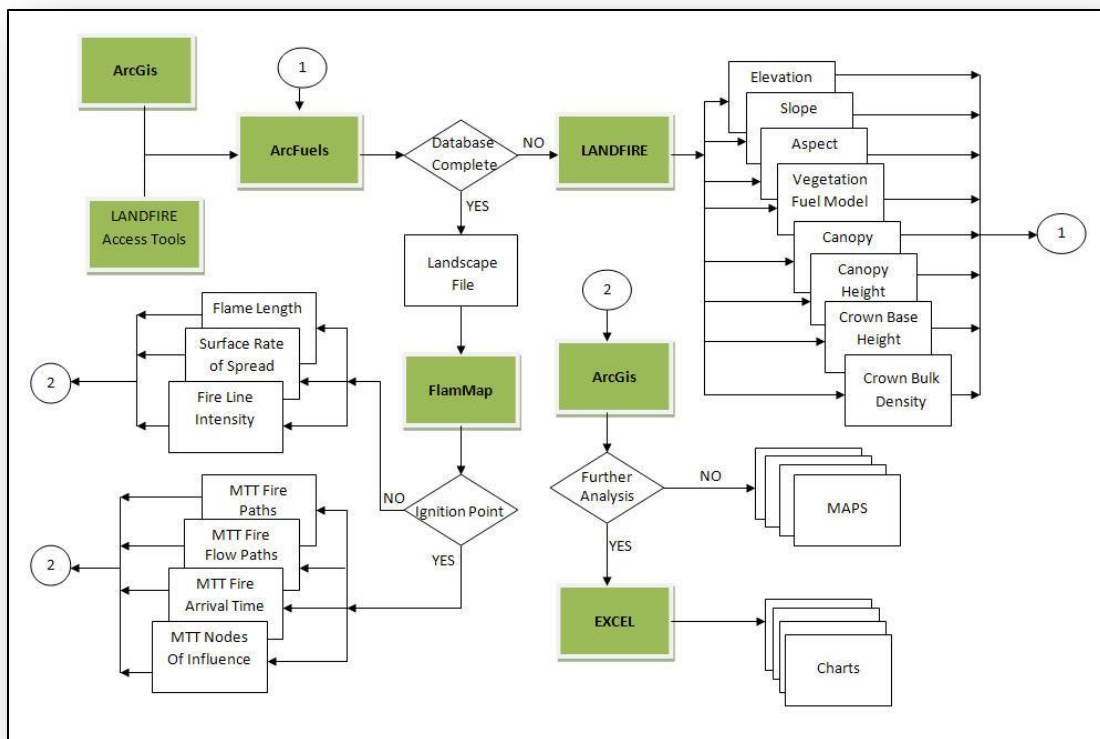 ArcGis
1
ArcFuels
LANDFIRE
Access Tools
Database
Complete
NO
YES
LANDFIRE
Elevation
Slope
Aspect
Vegetation
Fuel Model
Canopy
Canopy
Height
Crown Base
Height
Crown Bulk
Density
1
Landscape
File
FlamMap
Ignition Point
NO
YES
Flame Length
Surface Rate
of Spread
Fire Line
Intensity
2
MTT Fire
Paths
MTT Fire
Flow Paths
MTT Fire
Arrival Time
MTT Nodes
Of Influence
2
2
ArcGis
Further
Analysis
NO
YES
MAPS
EXCEL
Charts